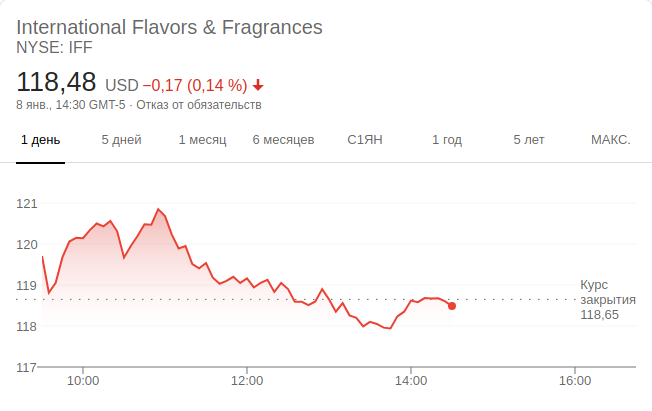 International Flavors & Fragrances
NYSE: IFF
118,48 USD −0,17 (0,14 %)
8 янв., 14:30 GMT-5 · Отказ от обязательств
1 день 5 дней 1 месяц 6 месяцев С1ЯН 1 год 5 лет МАКС.
121
120
119
118
117
Курс
закрытия
118,65
10:00 12:00 14:00 16:00